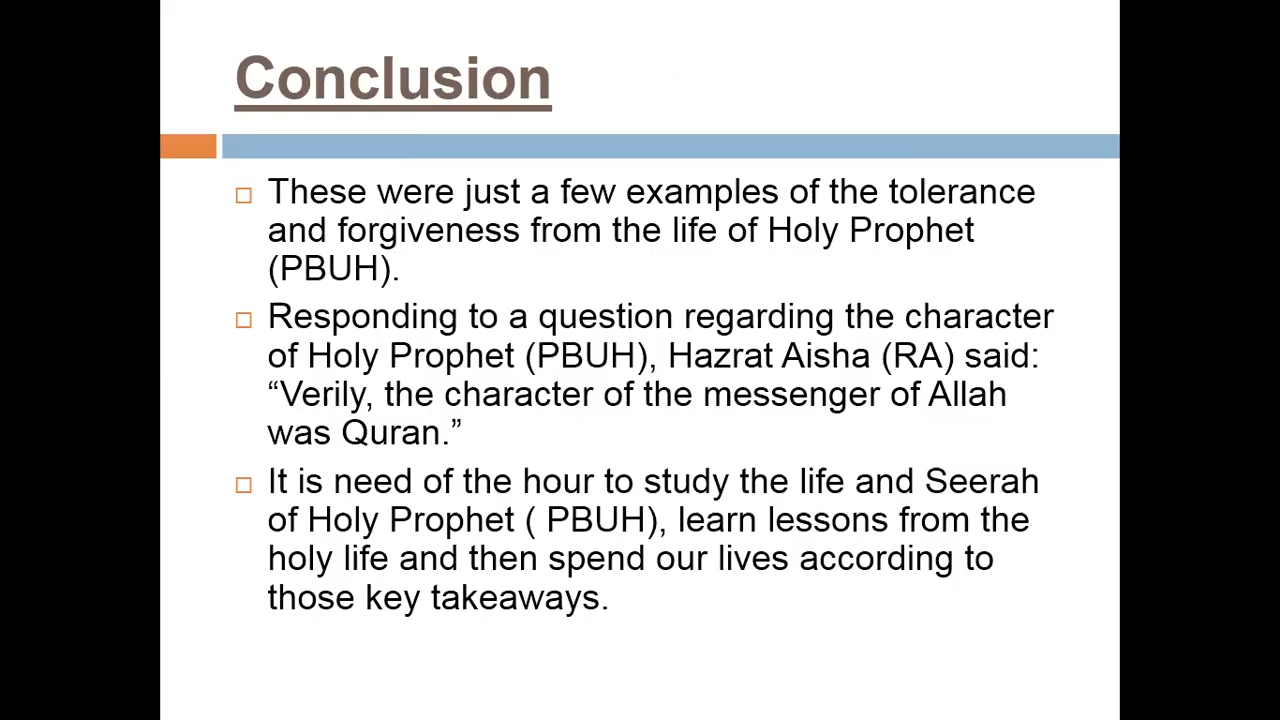 Conclusion
These were just a few examples of the tolerance
and forgiveness from the life of Holy Prophet
(PBUH).
Responding to a question regarding the character
of Holy Prophet (PBUH), Hazrat Aisha (RA) said:
“Verily, the character of the messenger of Allah
was Quran.”
It is need of the hour to study the life and Seerah
of Holy Prophet ( PBUH), learn lessons from the
holy life and then spend our lives according to
those key takeaways.